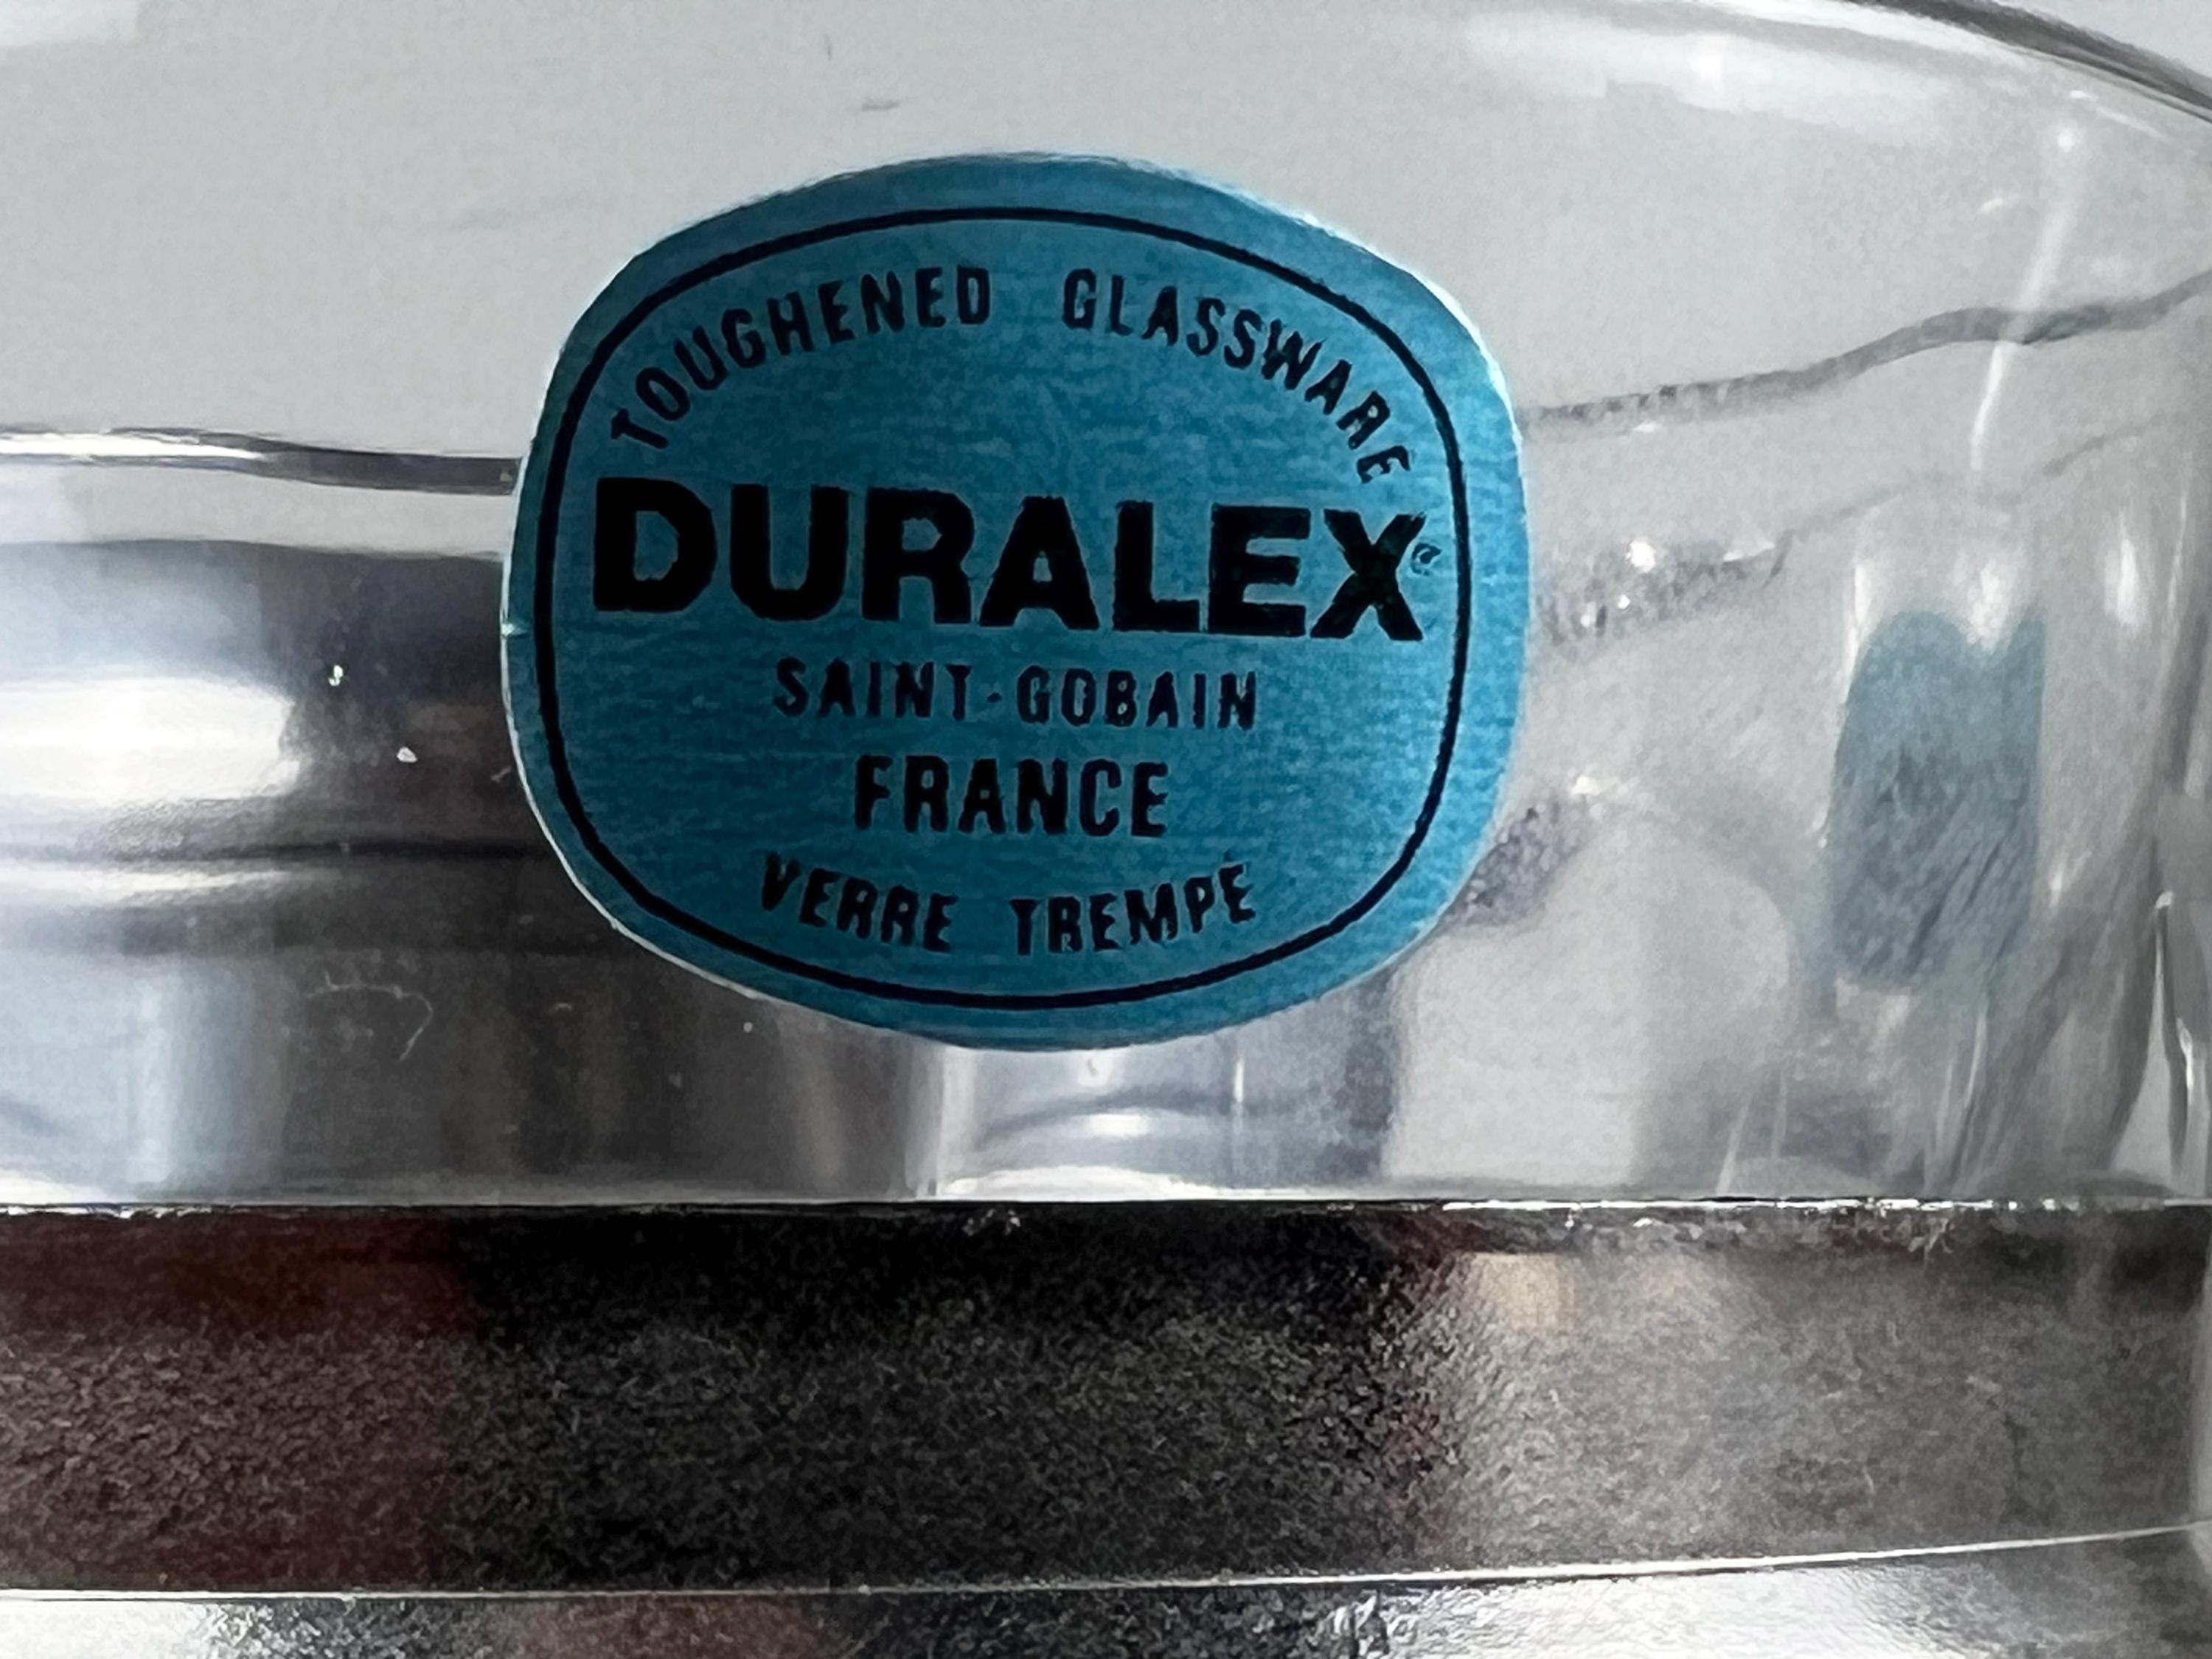 TOUGHENED GLASSWARE
DURALEX®
SAINT-GOBAIN
FRANCE
VERRE TREMPÉ